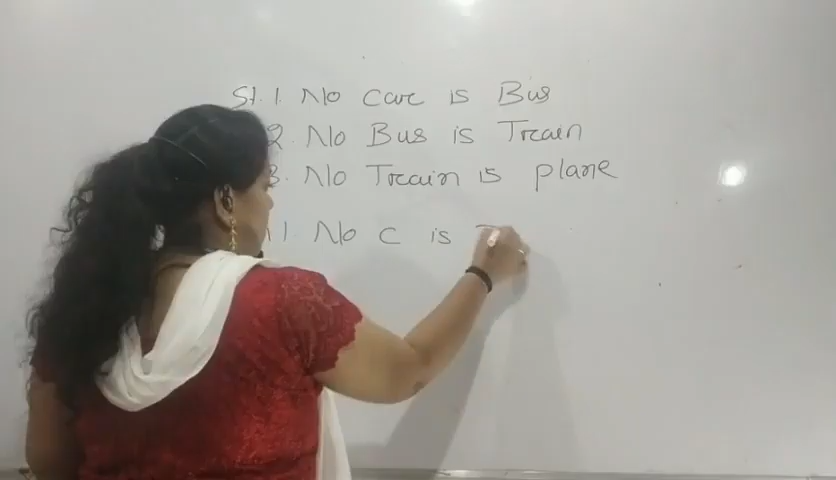 St. 1. No Car is Bus
2. No Bus is Train
3. No Train is plane
1) No C is